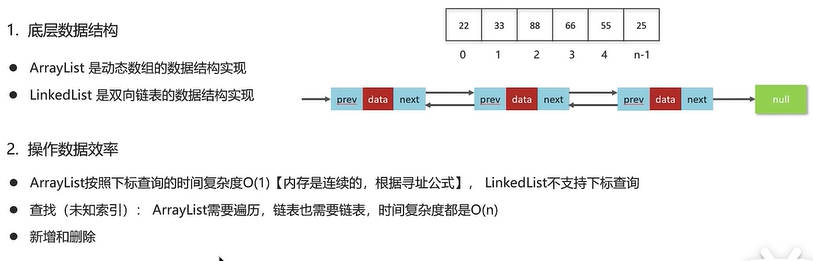 1. 底层数据结构
22 33 88 66 55 25
0 1 2 3 4 n-1
● ArrayList 是动态数组的数据结构实现
● LinkedList 是双向链表的数据结构实现
prev data next prev data next prev data next null
2. 操作数据效率
● ArrayList按照下标查询的时间复杂度O(1)【内存是连续的，根据寻址公式】， LinkedList不支持下标查询
● 查找（未知索引）： ArrayList需要遍历，链表也需要链表，时间复杂度都是O(n)
● 新增和删除